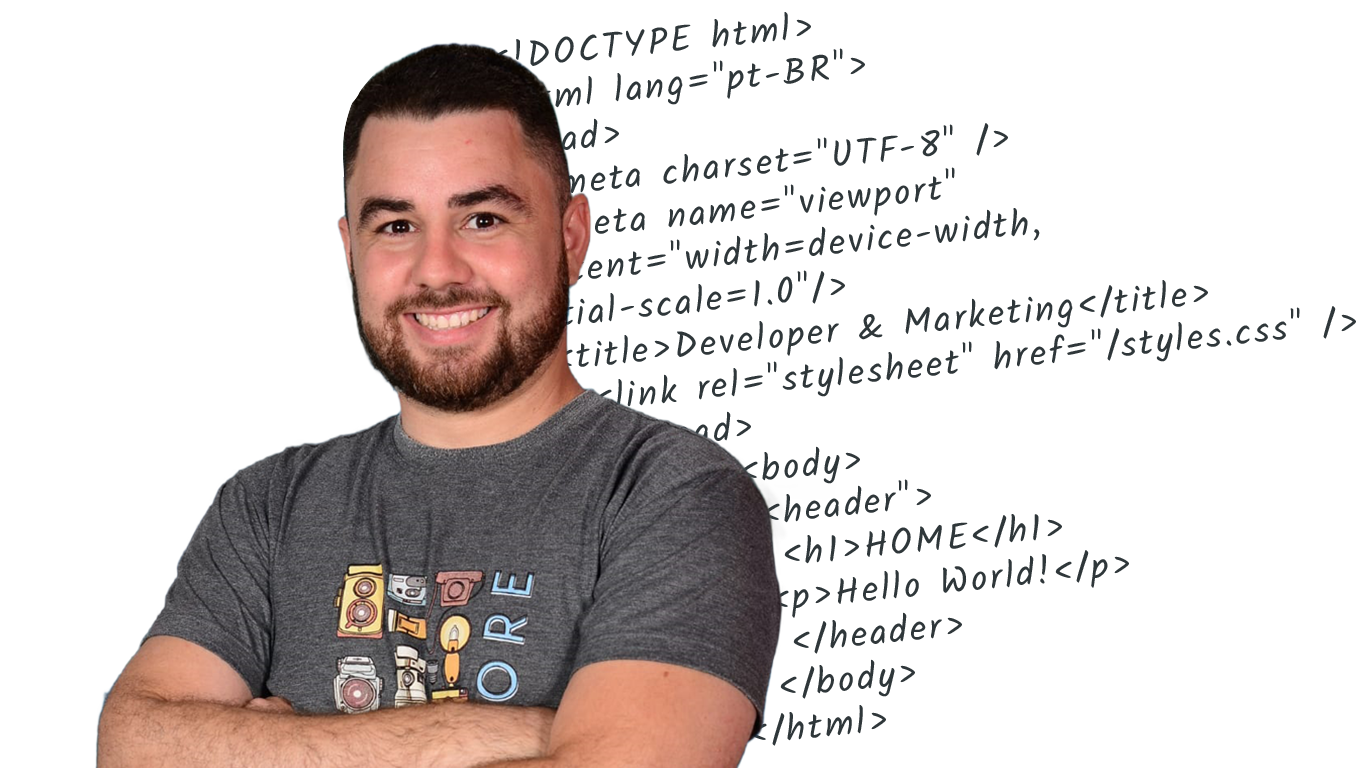 <!DOCTYPE html>
ml lang="pt-BR">
ad>
meta charset="UTF-8" />
eta name="viewport"
tent="width=device-width,
tial-scale=1.0"/>
<title>Developer & Marketing</title>
<link rel="stylesheet" href="/styles.css" />
ad>
<body>
<header">
<h1>HOME</h1>
<p>Hello World!</p>
</header>
</body>
</html>
ORE